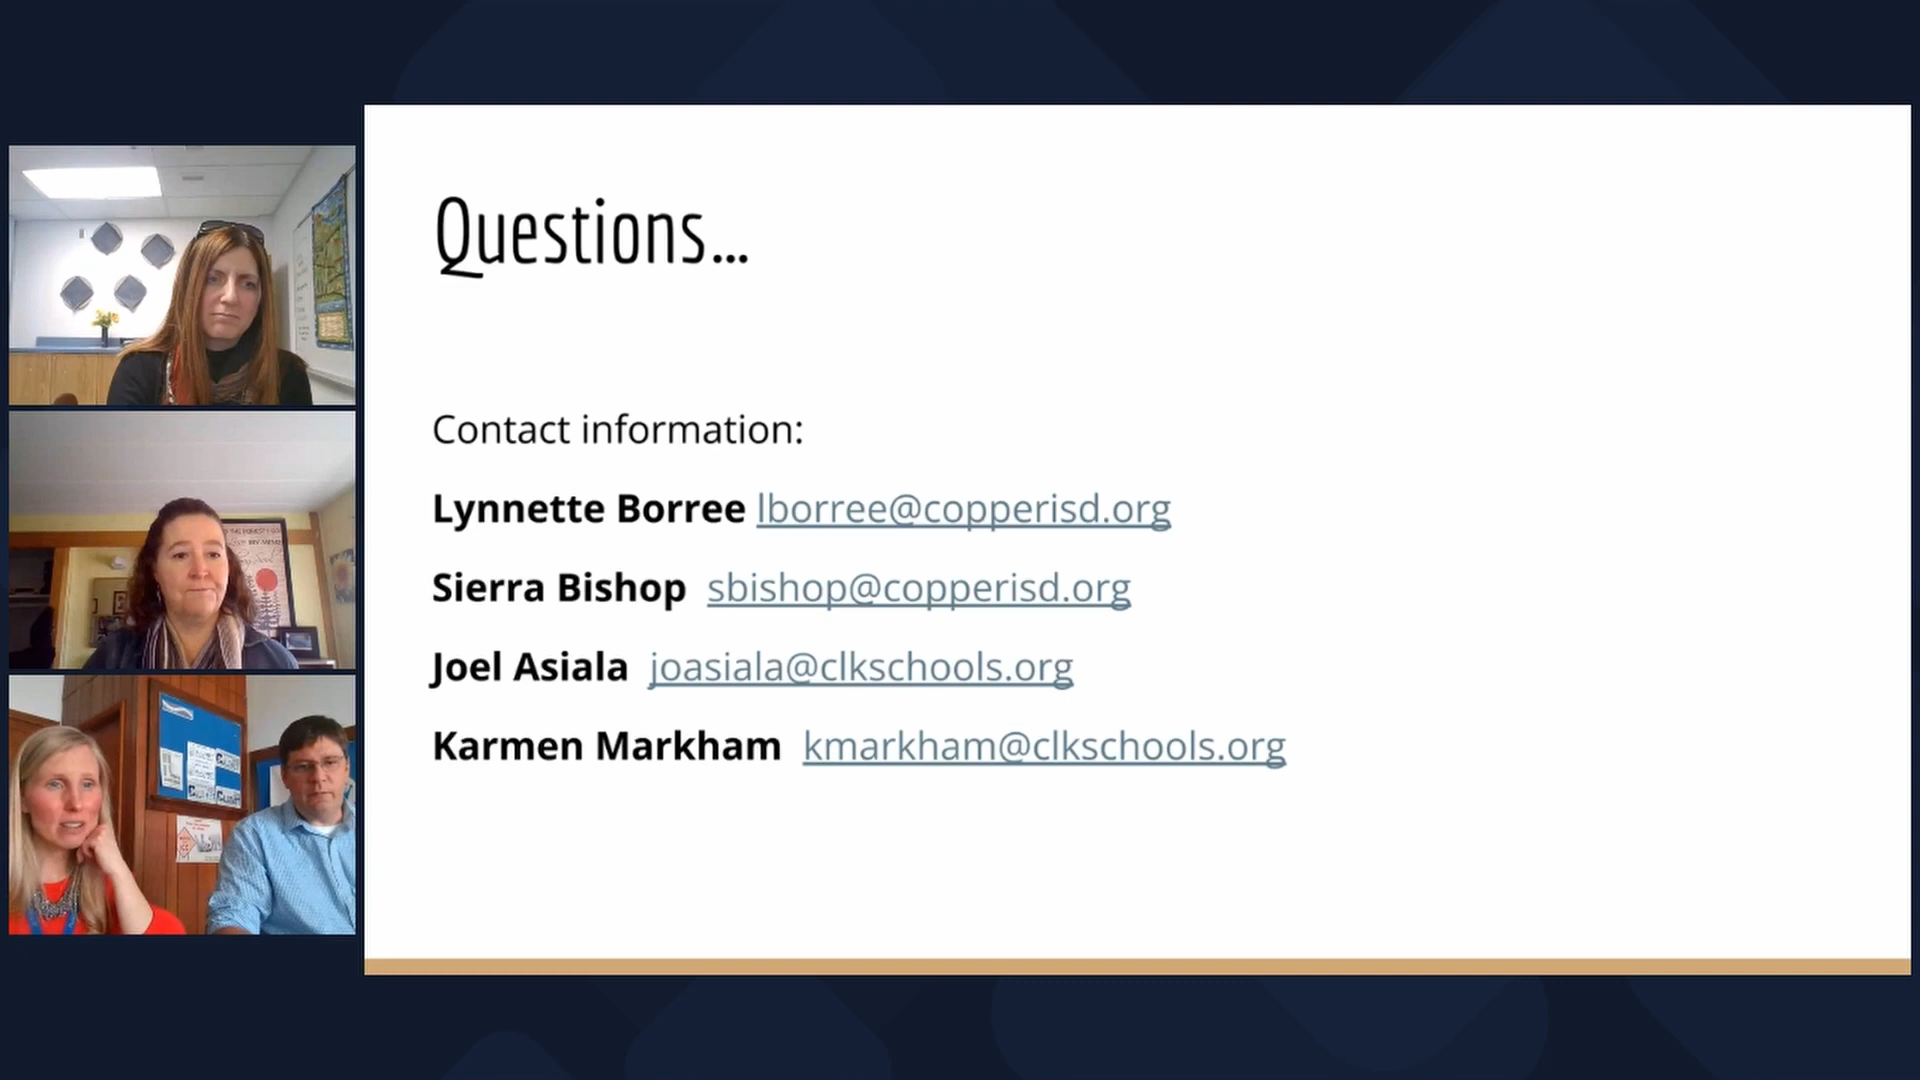 Questions...
Contact information:
Lynnette Borree lborree@copperisd.org
Sierra Bishop sbishop@copperisd.org
Joel Asiala joasiala@clkschools.org
Karmen Markham kmarkham@clkschools.org